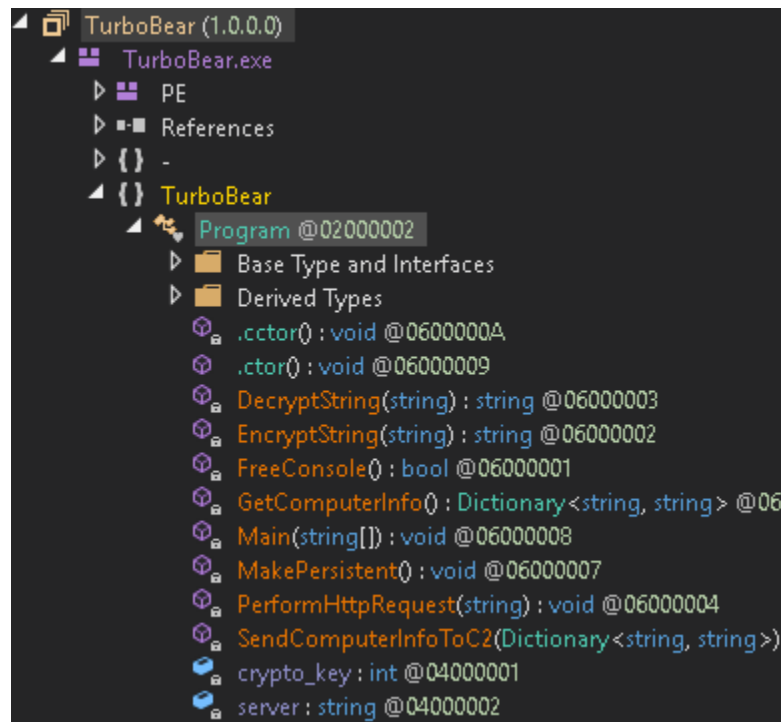 TurboBear (1.0.0.0)
TurboBear.exe
PE
References
{ } -
{ } TurboBear
Program @02000002
Base Type and Interfaces
Derived Types
.cctor() : void @0600000A
.ctor() : void @06000009
DecryptString(string) : string @06000003
EncryptString(string) : string @06000002
FreeConsole() : bool @06000001
GetComputerInfo() : Dictionary<string, string> @06
Main(string[]) : void @06000008
MakePersistent() : void @06000007
PerformHttpRequest(string) : void @06000004
SendComputerInfoToC2(Dictionary<string, string>)
crypto_key : int @04000001
server : string @04000002